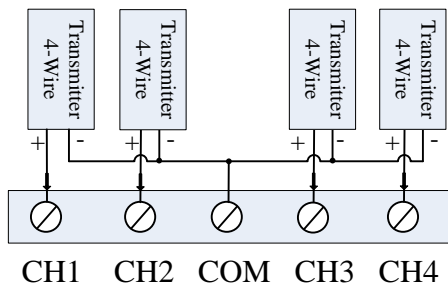 Transmitter
4-Wire
Transmitter
4-Wire
Transmitter
4-Wire
Transmitter
4-Wire
+ - + - + - + -
CH1 CH2 COM CH3 CH4